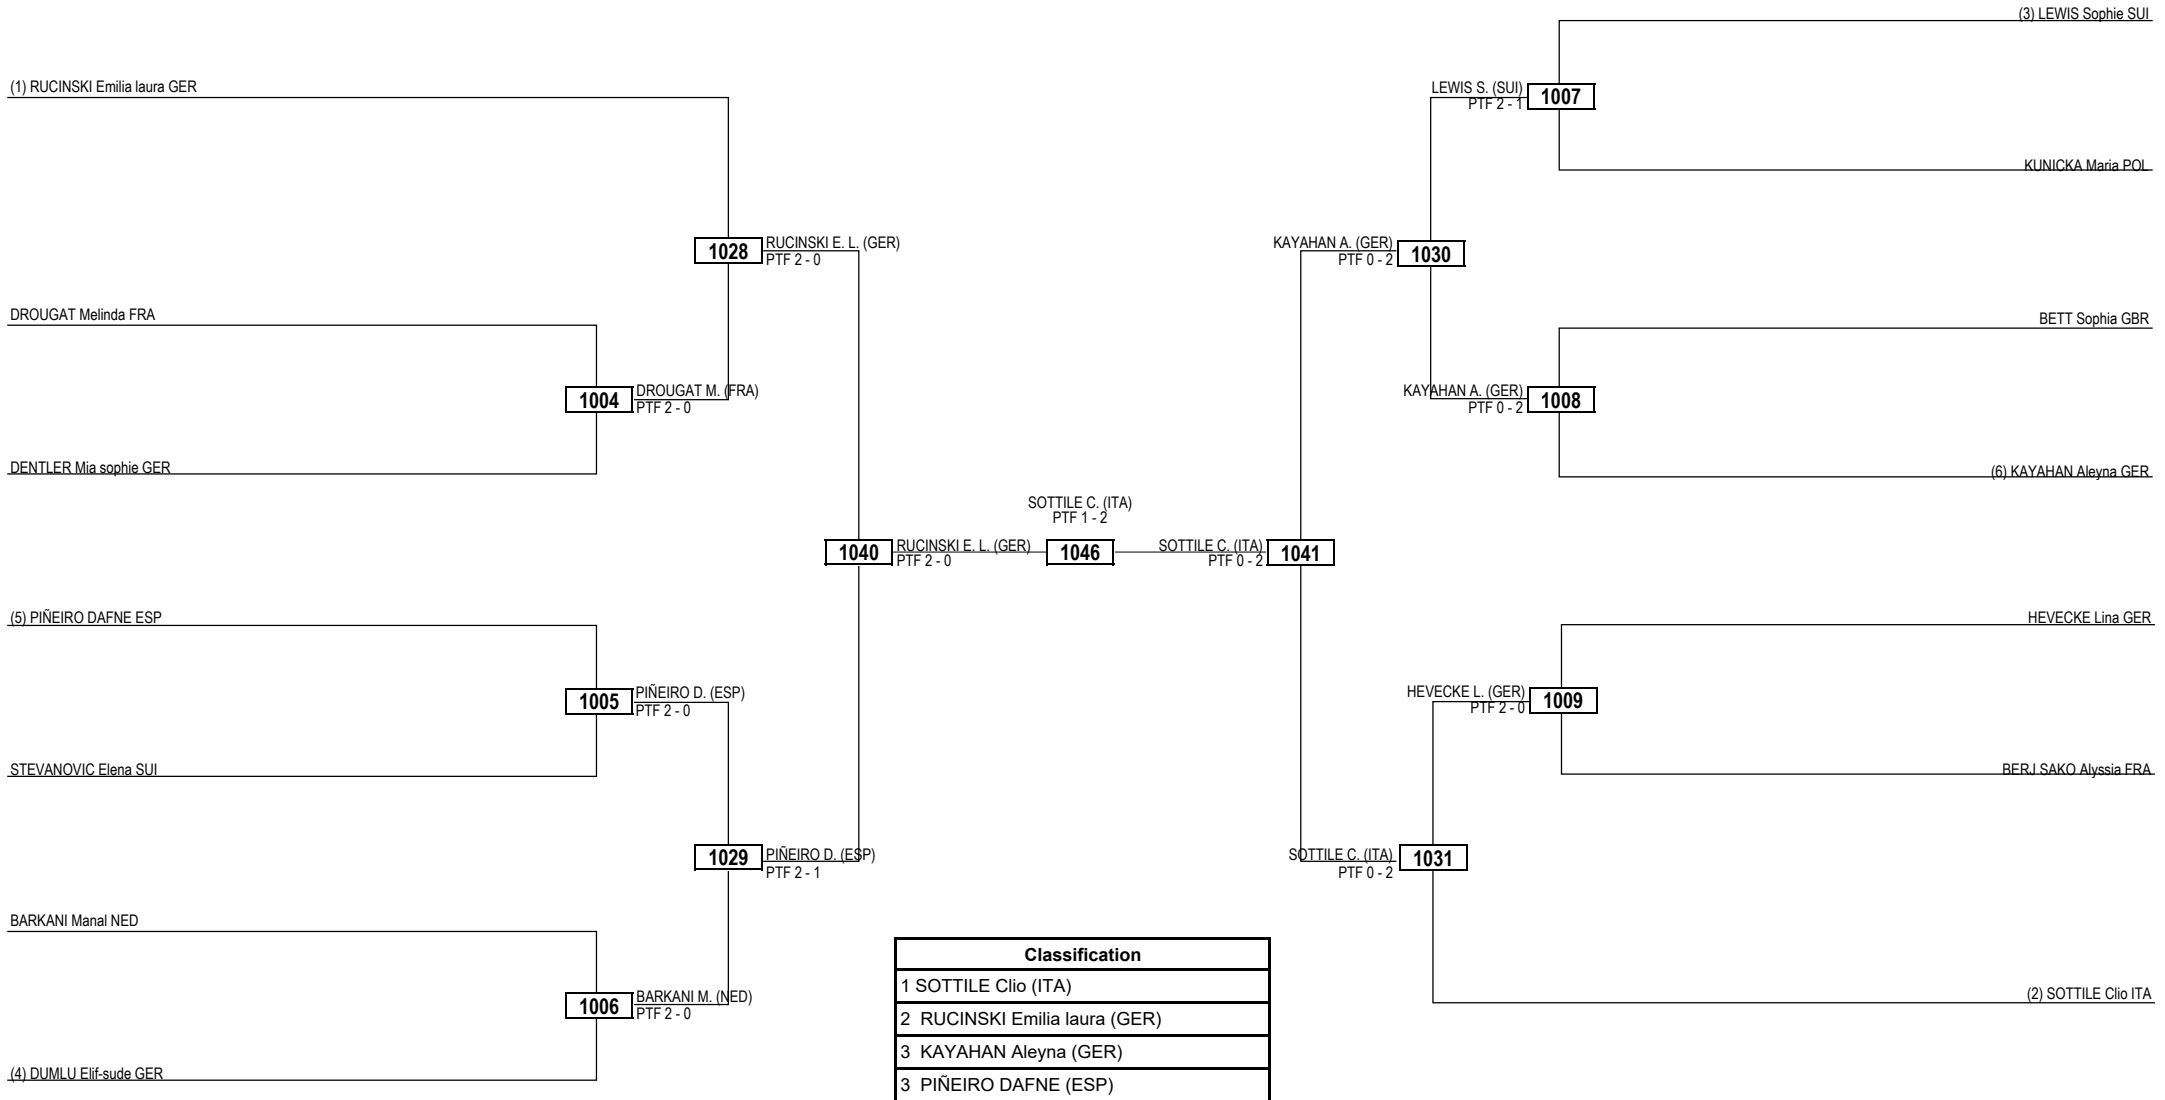 (1) RUCINSKI Emilia laura GER
1028
RUCINSKI E. L. (GER)
PTF 2 - 0
DROUGAT Melinda FRA
1004
DROUGAT M. (FRA)
PTF 2 - 0
DENTLER Mia sophie GER
1040
RUCINSKI E. L. (GER)
PTF 2 - 0
(5) PIÑEIRO DAFNE ESP
1005
PIÑEIRO D. (ESP)
PTF 2 - 0
STEVANOVIC Elena SUI
1029
PIÑEIRO D. (ESP)
PTF 2 - 1
BARKANI Manal NED
1006
BARKANI M. (NED)
PTF 2 - 0
(4) DUMLU Elif-sude GER
SOTTILE C. (ITA)
PTF 1 - 2
1046
(3) LEWIS Sophie SUI
LEWIS S. (SUI)
PTF 2 - 1
1007
KUNICKA Maria POL
KAYAHAN A. (GER)
PTF 0 - 2
1030
BETT Sophia GBR
KAYAHAN A. (GER)
PTF 0 - 2
1008
(6) KAYAHAN Aleyna GER
SOTTILE C. (ITA)
PTF 0 - 2
1041
HEVECKE Lina GER
HEVECKE L. (GER)
PTF 2 - 0
1009
BERJ SAKO Alyssia FRA
SOTTILE C. (ITA)
PTF 0 - 2
1031
(2) SOTTILE Clio ITA
Classification
1 SOTTILE Clio (ITA)
2 RUCINSKI Emilia laura (GER)
3 KAYAHAN Aleyna (GER)
3 PIÑEIRO DAFNE (ESP)